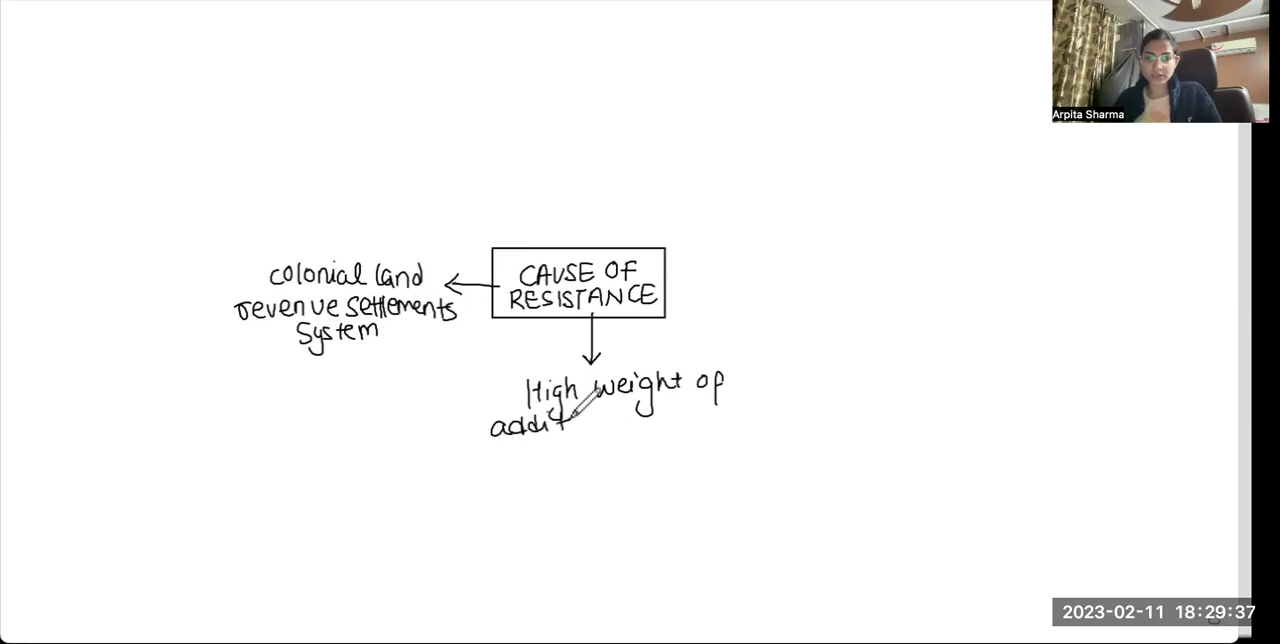 Arpita Sharma
CAUSE OF
RESISTANCE
colonial land
revenue settlements
System
High weight of
addit
2023-02-11 18:29:37